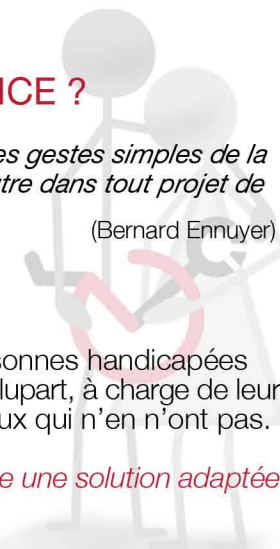 ICE ?
es gestes simples de la
tre dans tout projet de
(Bernard Ennuyer)
sonnes handicapées
lupart, à charge de leur
ux qui n’en n’ont pas.
e une solution adaptée